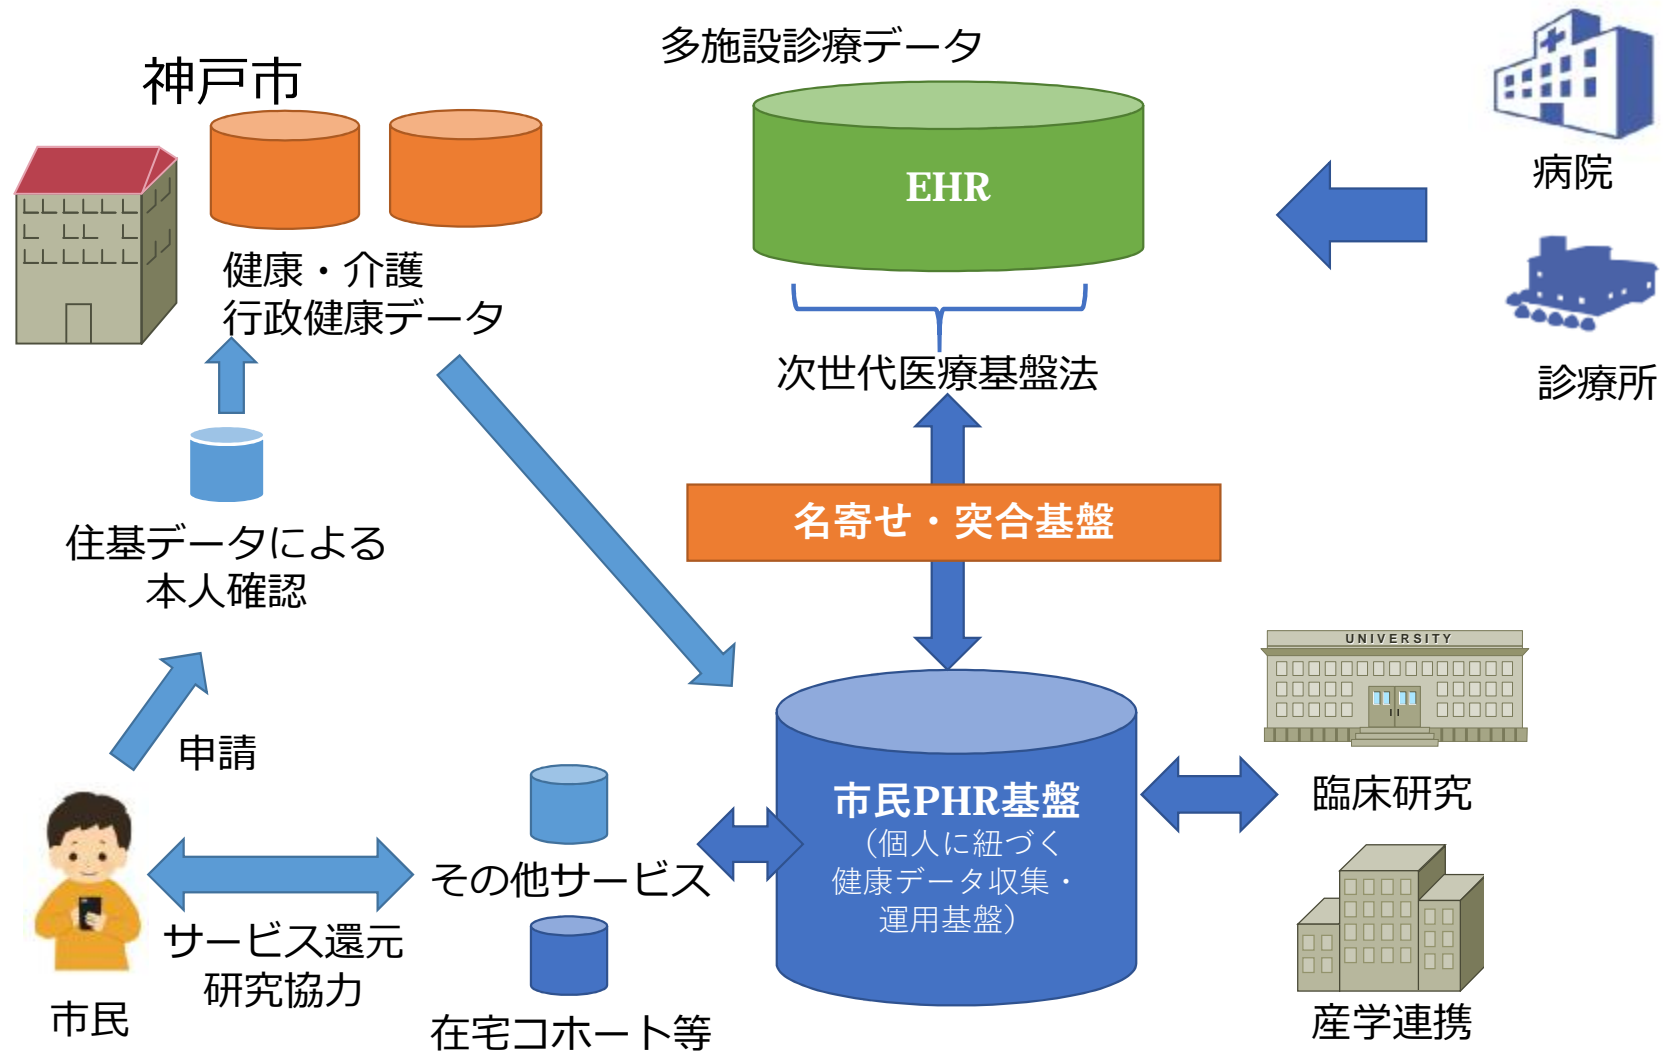 神戸市
多施設診療データ
EHR
病院
健康・介護
行政健康データ
次世代医療基盤法
診療所
住基データによる
本人確認
名寄せ・突合基盤
UNIVERSITY
申請
臨床研究
市民PHR基盤
（個人に紐づく
健康データ収集・
運用基盤）
その他サービス
サービス還元
研究協力
市民
在宅コホート等
産学連携